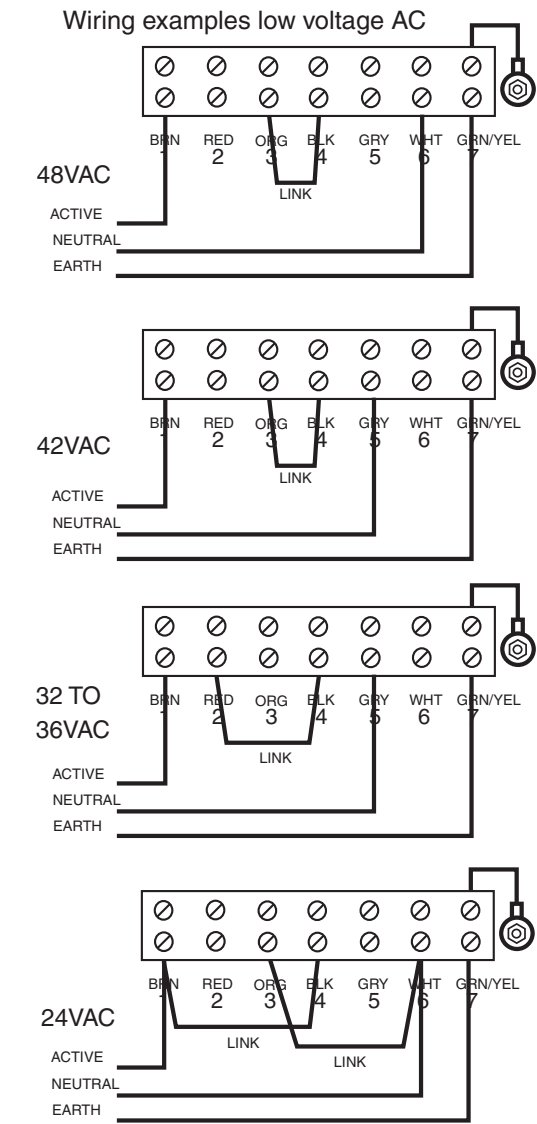 Wiring examples low voltage AC
BRN RED ORG BLK GRY WHT GRN/YEL
1 2 3 4 5 6 7
48VAC
LINK
ACTIVE
NEUTRAL
EARTH
BRN RED ORG BLK GRY WHT GRN/YEL
1 2 3 4 5 6 7
42VAC
LINK
ACTIVE
NEUTRAL
EARTH
BRN RED ORG BLK GRY WHT GRN/YEL
1 2 3 4 5 6 7
32 TO
36VAC
LINK
ACTIVE
NEUTRAL
EARTH
BRN RED ORG BLK GRY WHT GRN/YEL
1 2 3 4 5 6 7
24VAC
LINK
LINK
ACTIVE
NEUTRAL
EARTH